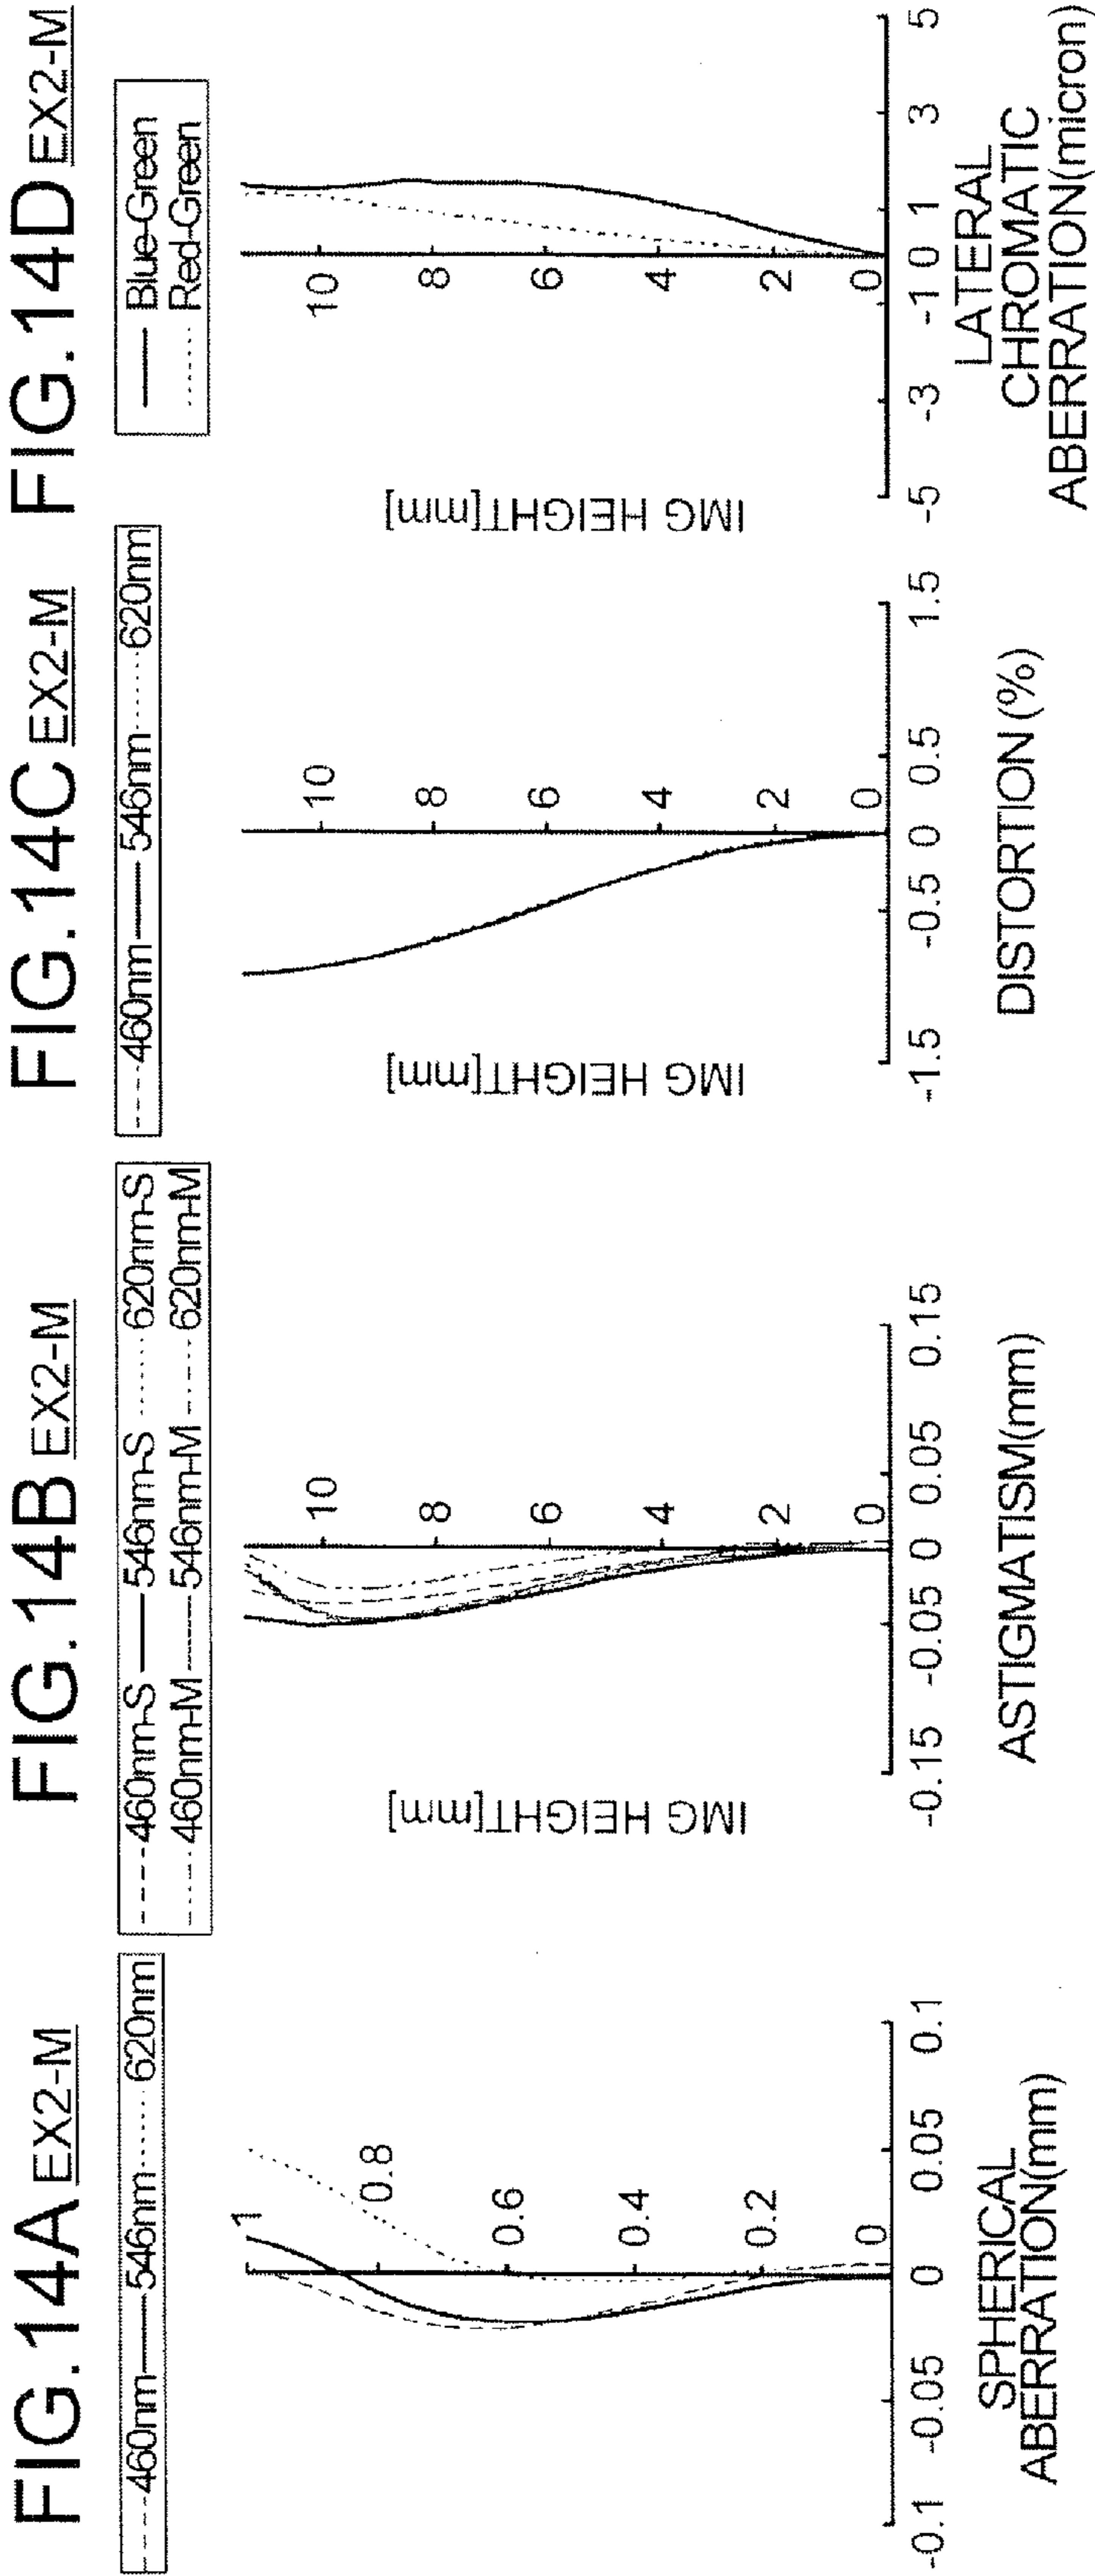 FIG.14A EX2-M
460nm 546nm 620nm
1
0.8
0.6
0.4
0.2
0
-0.1 -0.05 0 0.05 0.1
SPHERICAL
ABERRATION(mm)
FIG.14B EX2-M
460nm-S 546nm-S 620nm-S
460nm-M 546nm-M 620nm-M
IMG HEIGHT[mm]
10
8
6
4
2
0
-0.15 -0.05 0 0.05 0.15
ASTIGMATISM(mm)
FIG.14C EX2-M
460nm 546nm 620nm
IMG HEIGHT[mm]
10
8
6
4
2
0
-1.5 -0.5 0 0.5 1.5
DISTORTION (%)
FIG.14D EX2-M
Blue-Green
Red-Green
IMG HEIGHT[mm]
10
8
6
4
2
0
-5 -3 -1 0 1 3 5
LATERAL
CHROMATIC
ABERRATION(micron)